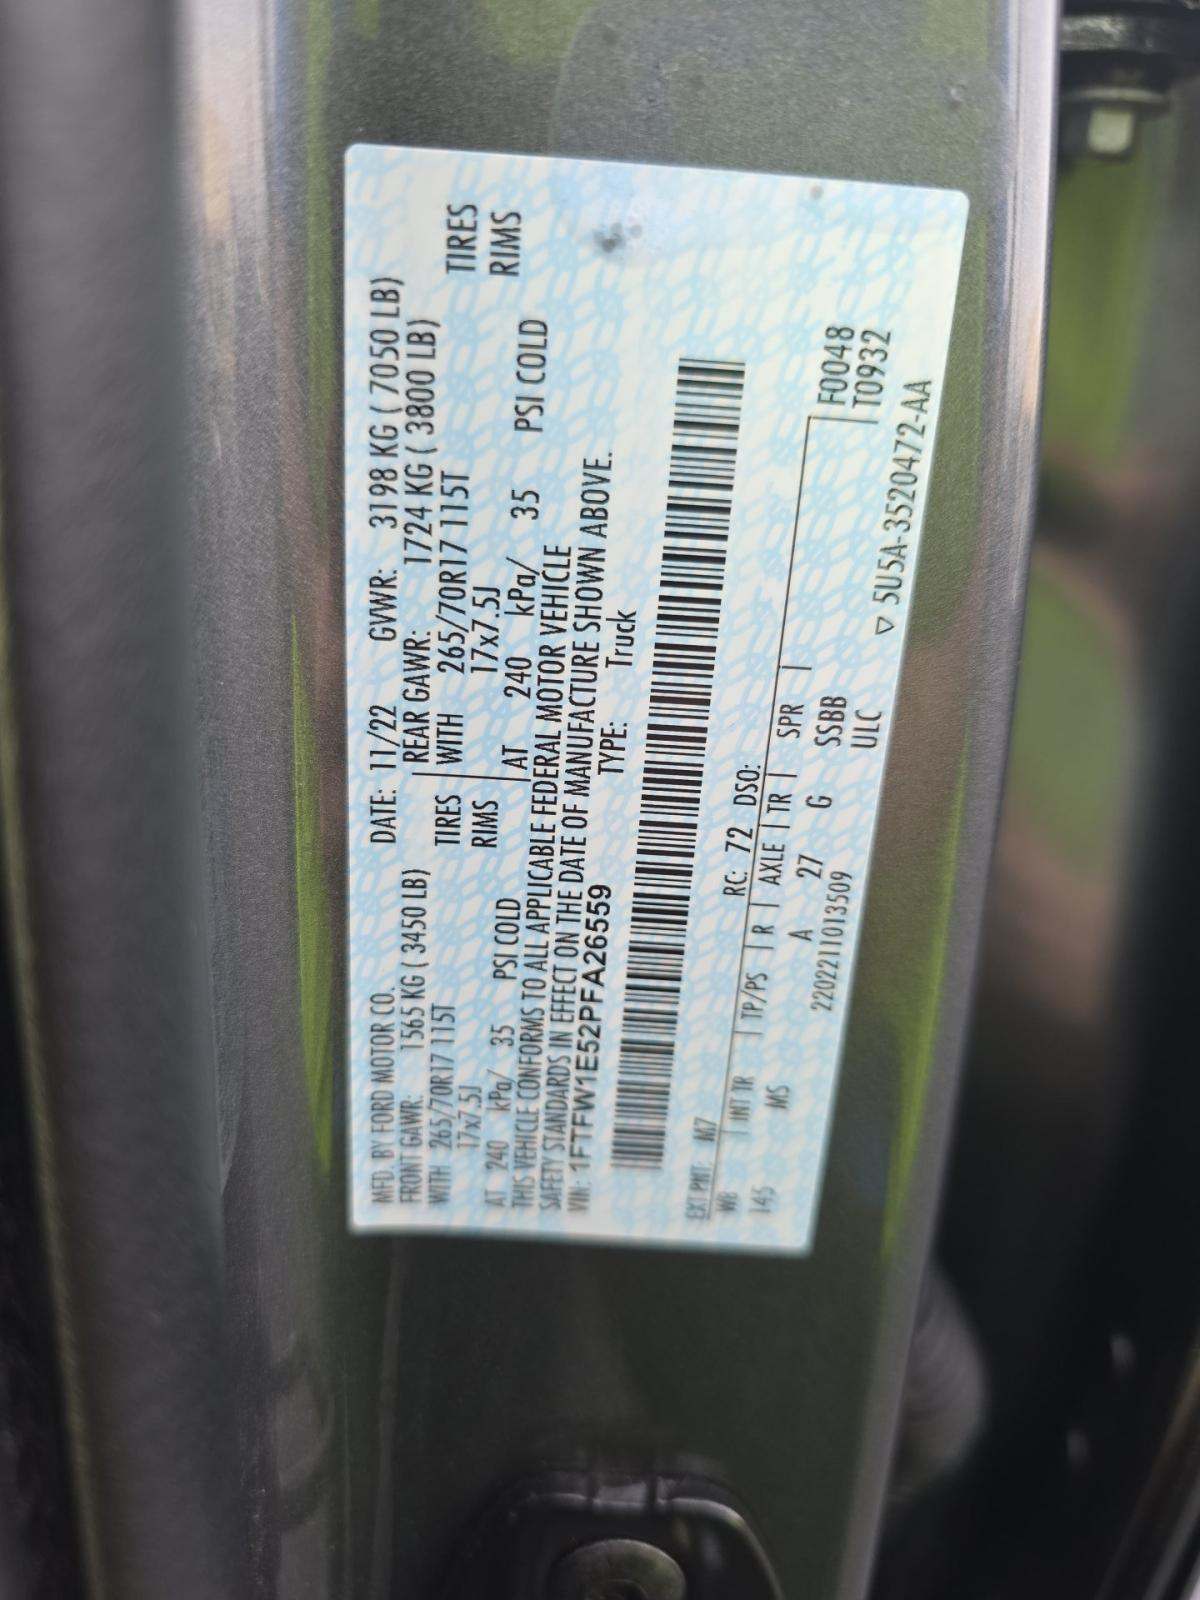 MFD. BY FORD MOTOR CO. DATE: 11/22 GVWR: 3198 KG ( 7050 LB)
FRONT GAWR: 1565 KG ( 3450 LB) REAR GAWR: 1724 KG ( 3800 LB)
WITH 265/70R17 115T TIRES WITH 265/70R17 115T TIRES
17x7.5J RIMS 17x7.5J RIMS
AT 240 kPa/ 35 PSI COLD AT 240 kPa/ 35 PSI COLD
THIS VEHICLE CONFORMS TO ALL APPLICABLE FEDERAL MOTOR VEHICLE
SAFETY STANDARDS IN EFFECT ON THE DATE OF MANUFACTURE SHOWN ABOVE.
VIN: 1FTFW1E52PFA26559 TYPE: Truck
EXT PNT: M7 RC: 72 DSO:
WB INT TR TP/PS R AXLE TR SPR F0048
145 MS A 27 G SSBB T0932
2202211013509 ULC
▽ 5U5A-3520472-AA